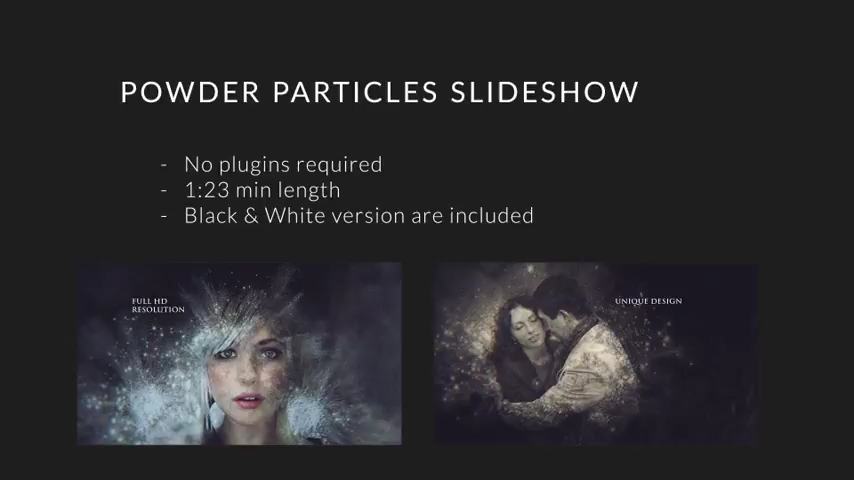 POWDER PARTICLES SLIDESHOW
- No plugins required
- 1:23 min length
- Black & White version are included
FULL HD
RESOLUTION
UNIQUE DESIGN